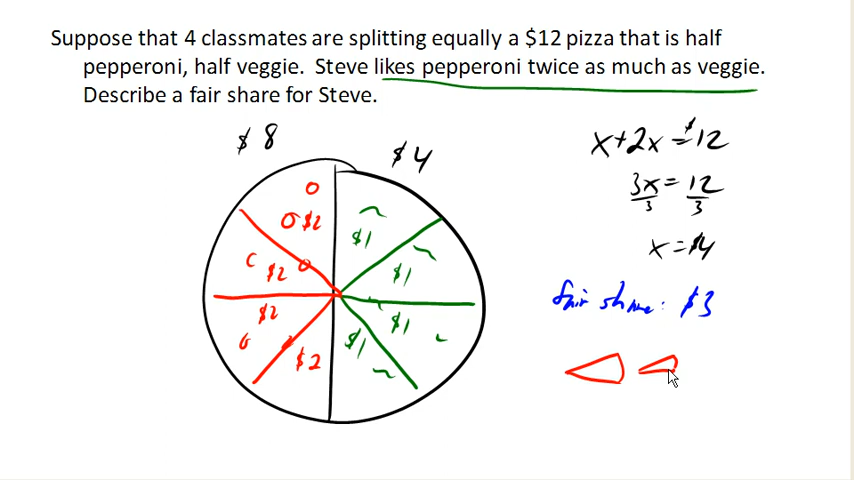 Suppose that 4 classmates are splitting equally a $12 pizza that is half
pepperoni, half veggie. Steve likes pepperoni twice as much as veggie.
Describe a fair share for Steve.
$8
$4
x+2x=$12
3x = 12
3 3
x=$4
fair share: $3
$2
$2
$2
$2
$1
$1
$1
$1